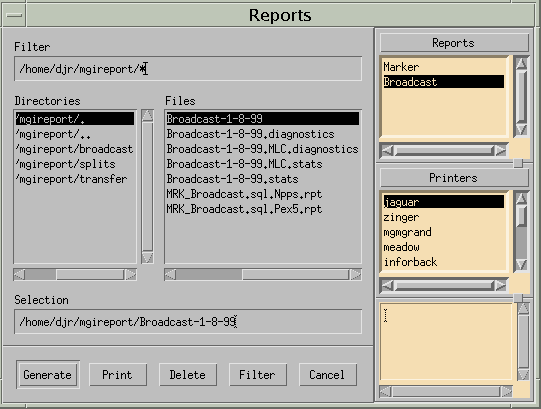 Reports
Filter
/home/djr/mgireport/*
Directories
'mgireport/.
'mgireport/..
'mgireport/broadcast
'mgireport/splits
'mgireport/transfer
Files
Broadcast-1-8-99
Broadcast-1-8-99.diagnostics
Broadcast-1-8-99.MLC.diagnostics
Broadcast-1-8-99.MLC.stats
Broadcast-1-8-99.stats
MRK_Broadcast.sql.Npps.rpt
MRK_Broadcast.sql.Pex5.rpt
Selection
/home/djr/mgireport/Broadcast-1-8-99
Generate
Print
Delete
Filter
Cancel
Reports
Marker
Broadcast
Printers
jaguar
zinger
mgmgrand
meadow
inforback